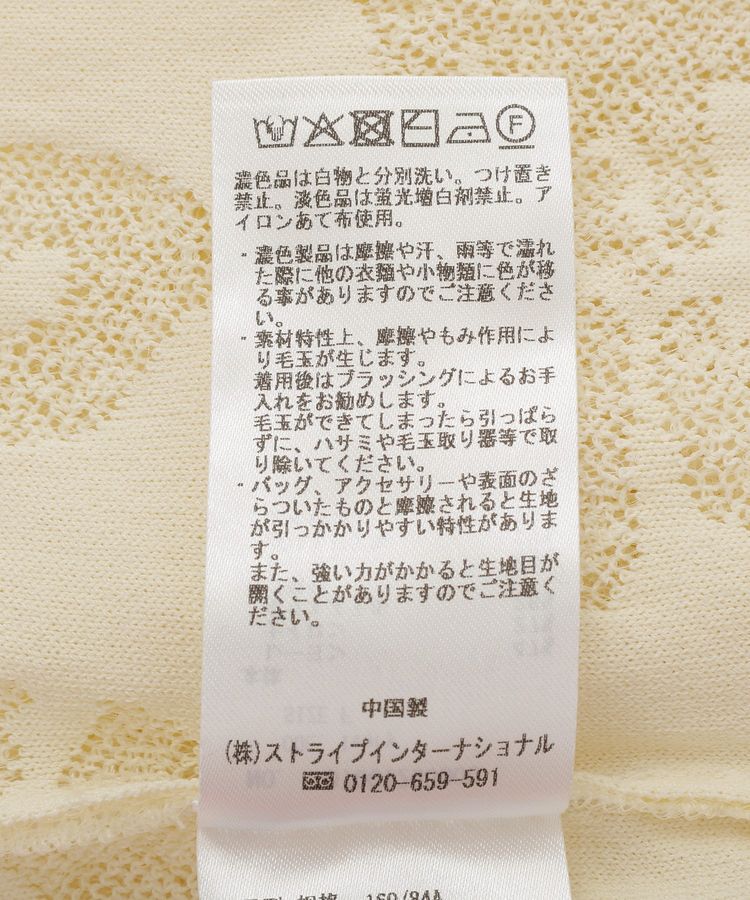 Ⓕ
濃色品は白物と分別洗い。つけ置き
禁止。淡色品は蛍光増白剤禁止。ア
イロンあて布使用。
・濃色製品は摩擦や汗、雨等で濡れ
た際に他の衣類や小物類に色が移
る事がありますのでご注意くださ
い。
・素材特性上、摩擦やもみ作用によ
り毛玉が生じます。
着用後はブラッシングによるお手
入れをお勧めします。
毛玉ができてしまったら引っぱら
ずに、ハサミや毛玉取り器等で取
り除いてください。
・バッグ、アクセサリーや表面のざ
らついたものと摩擦されると生地
が引っかかりやすい特性がありま
す。
また、強い力がかかると生地目が
開くことがありますのでご注意く
ださい。
中国製
(株)ストライプインターナショナル
0120-659-591
160/84A